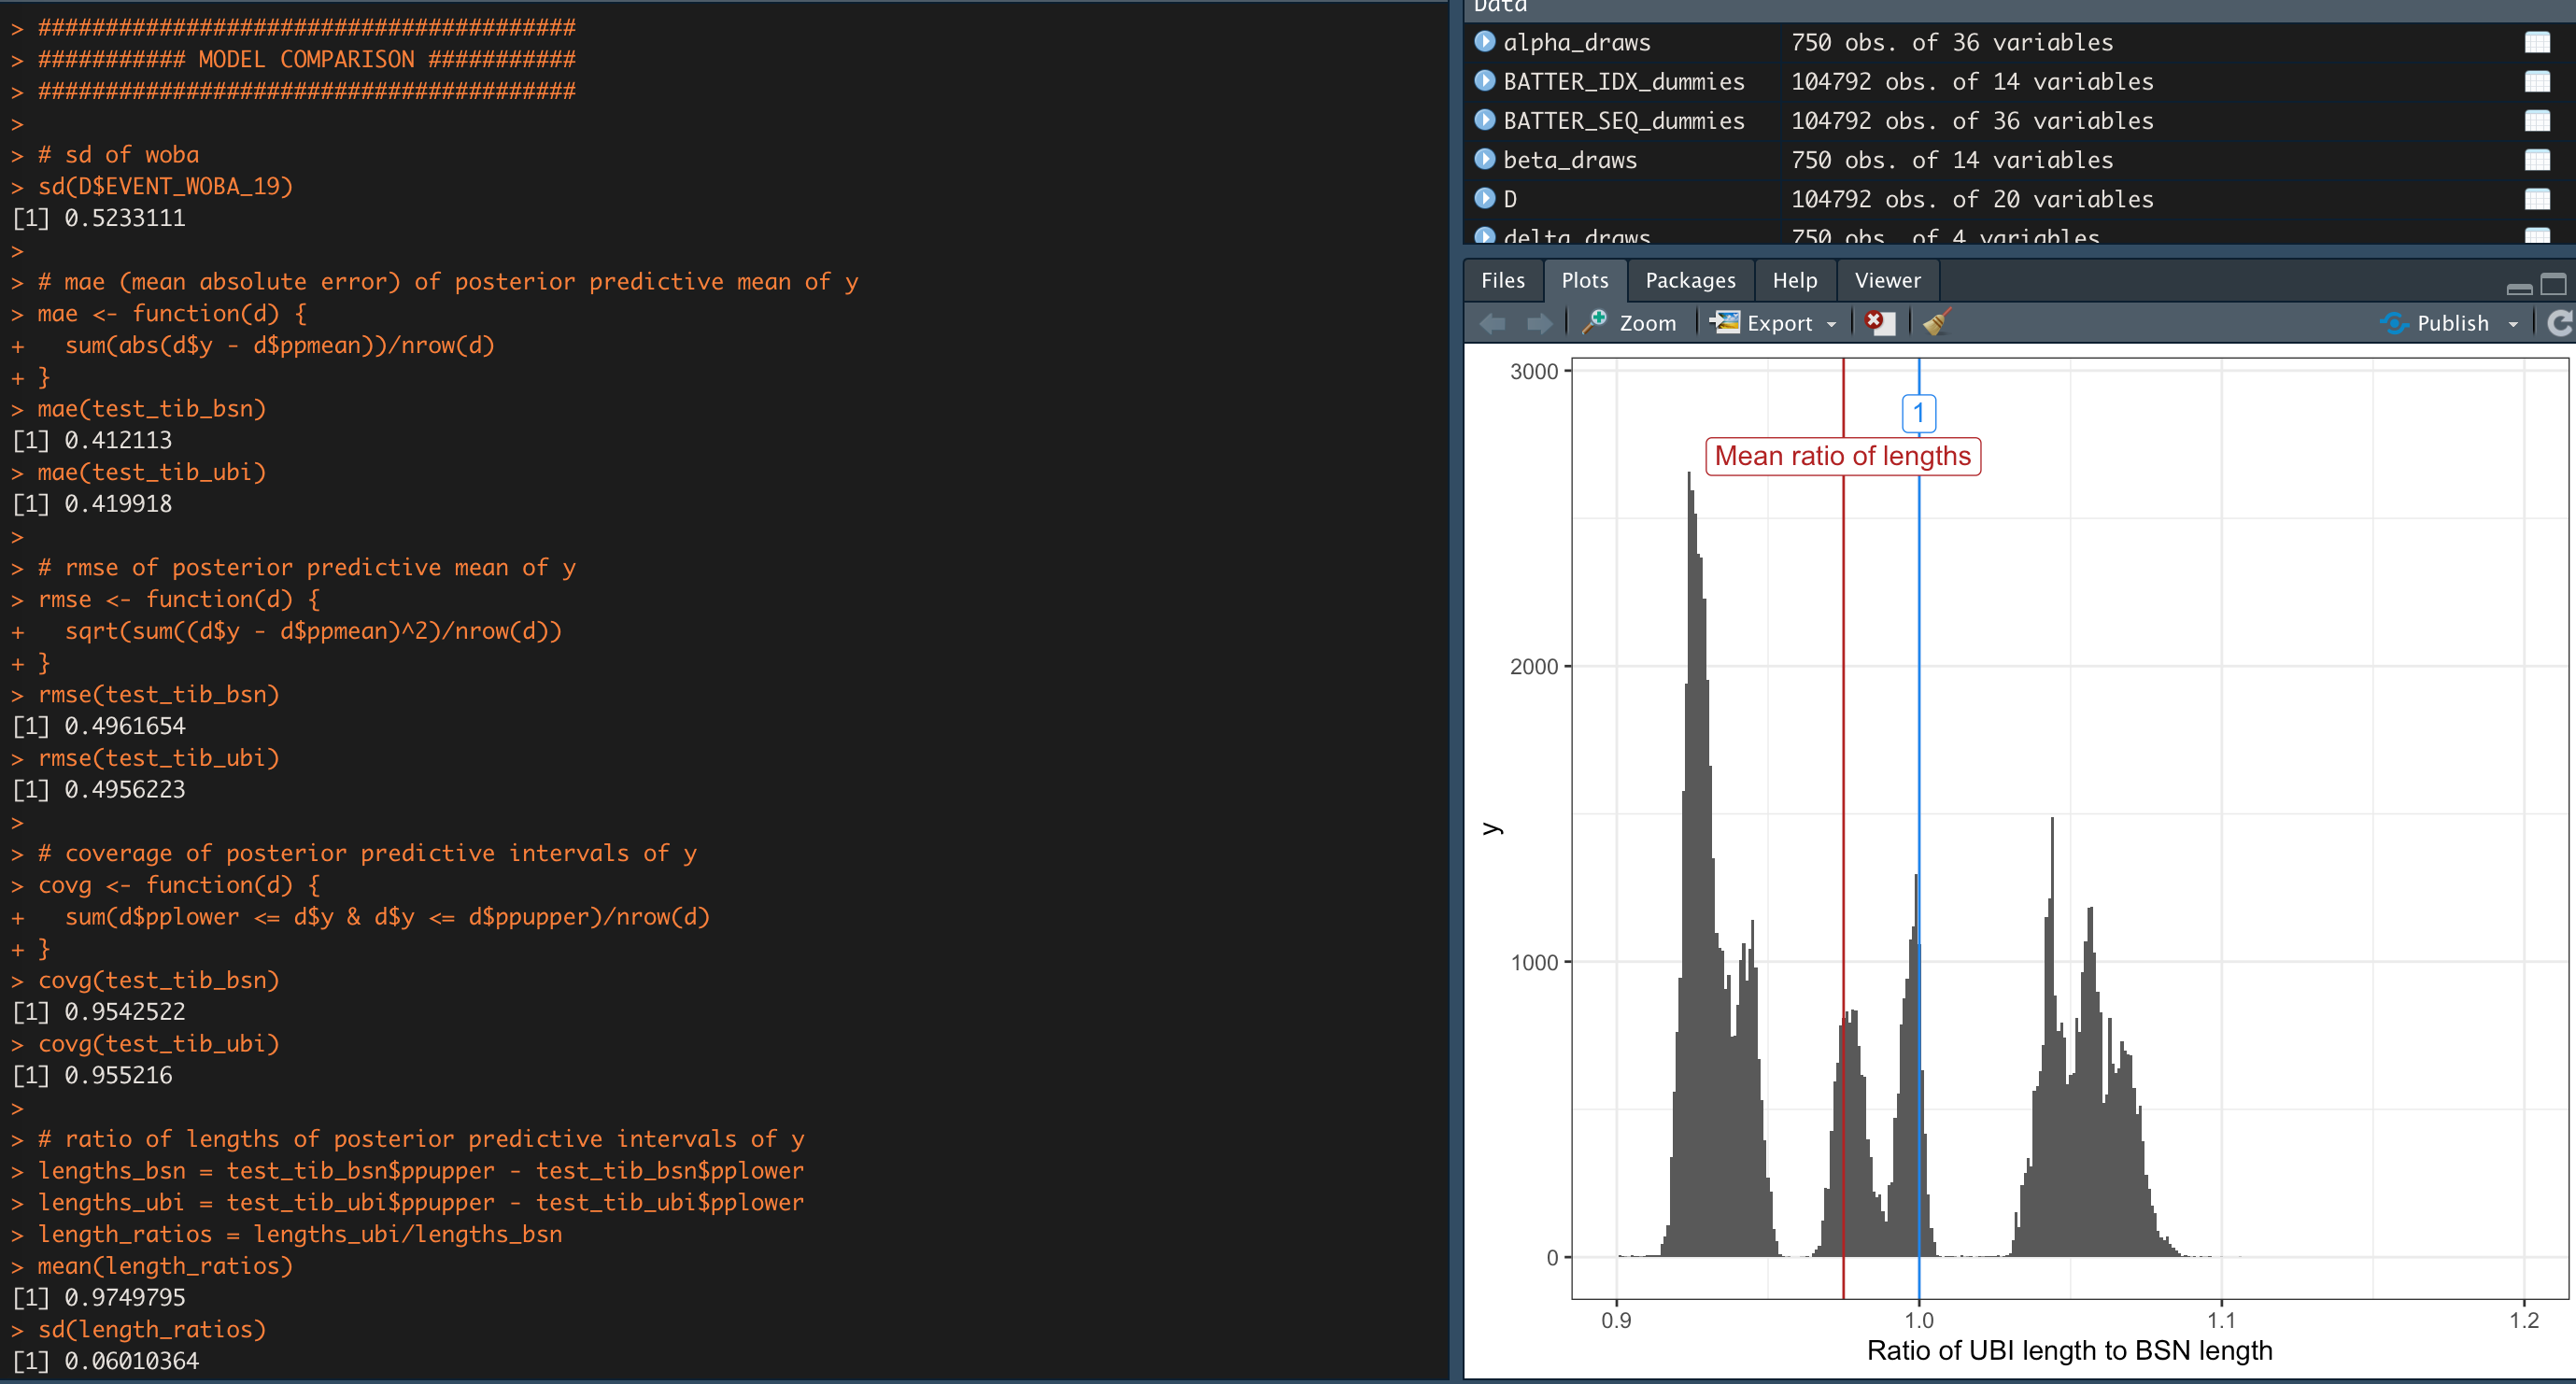 > ########################################
> ########### MODEL COMPARISON ###########
> ########################################
>
> # sd of woba
> sd(D$EVENT_WOBA_19)
[1] 0.5233111
>
> # mae (mean absolute error) of posterior predictive mean of y
> mae <- function(d) {
+   sum(abs(d$y - d$ppmean))/nrow(d)
+ }
> mae(test_tib_bsn)
[1] 0.412113
> mae(test_tib_ubi)
[1] 0.419918
>
> # rmse of posterior predictive mean of y
> rmse <- function(d) {
+   sqrt(sum((d$y - d$ppmean)^2)/nrow(d))
+ }
> rmse(test_tib_bsn)
[1] 0.4961654
> rmse(test_tib_ubi)
[1] 0.4956223
>
> # coverage of posterior predictive intervals of y
> covg <- function(d) {
+   sum(d$pplower <= d$y & d$y <= d$ppupper)/nrow(d)
+ }
> covg(test_tib_bsn)
[1] 0.9542522
> covg(test_tib_ubi)
[1] 0.955216
>
> # ratio of lengths of posterior predictive intervals of y
> lengths_bsn = test_tib_bsn$ppupper - test_tib_bsn$pplower
> lengths_ubi = test_tib_ubi$ppupper - test_tib_ubi$pplower
> length_ratios = lengths_ubi/lengths_bsn
> mean(length_ratios)
[1] 0.9749795
> sd(length_ratios)
[1] 0.06010364
Data
alpha_draws 750 obs. of 36 variables
BATTER_IDX_dummies 104792 obs. of 14 variables
BATTER_SEQ_dummies 104792 obs. of 36 variables
beta_draws 750 obs. of 14 variables
D 104792 obs. of 20 variables
delta_draws 750 obs. of 4 variables
Files Plots Packages Help Viewer
Zoom Export Publish
3000
1
Mean ratio of lengths
2000
y
1000
0
0.9 1.0 1.1 1.2
Ratio of UBI length to BSN length